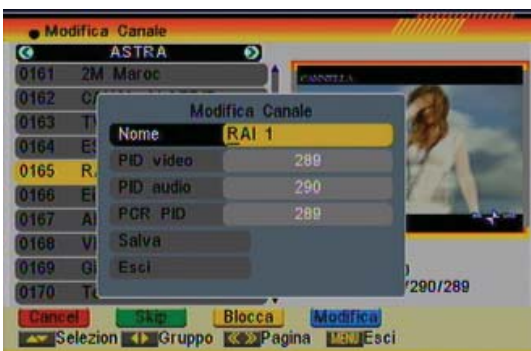 Modifica Canale
ASTRA
0161 2M Maroc
0162
0163
0164
0165
0166
0167
0168
0169
0170
Modifica Canale
Nome RAI 1
PID video 289
PID audio 290
PCR PID 289
Salva
Esci
/290/289
Cancel Skip Blocca Modifica
Selezion Gruppo Pagina MENU Esci